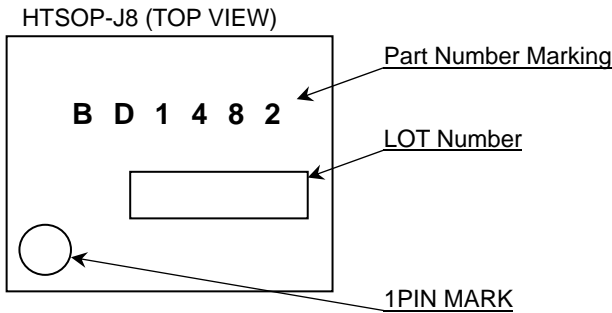 HTSOP-J8 (TOP VIEW)
Part Number Marking
B D 1 4 8 2
LOT Number
1PIN MARK